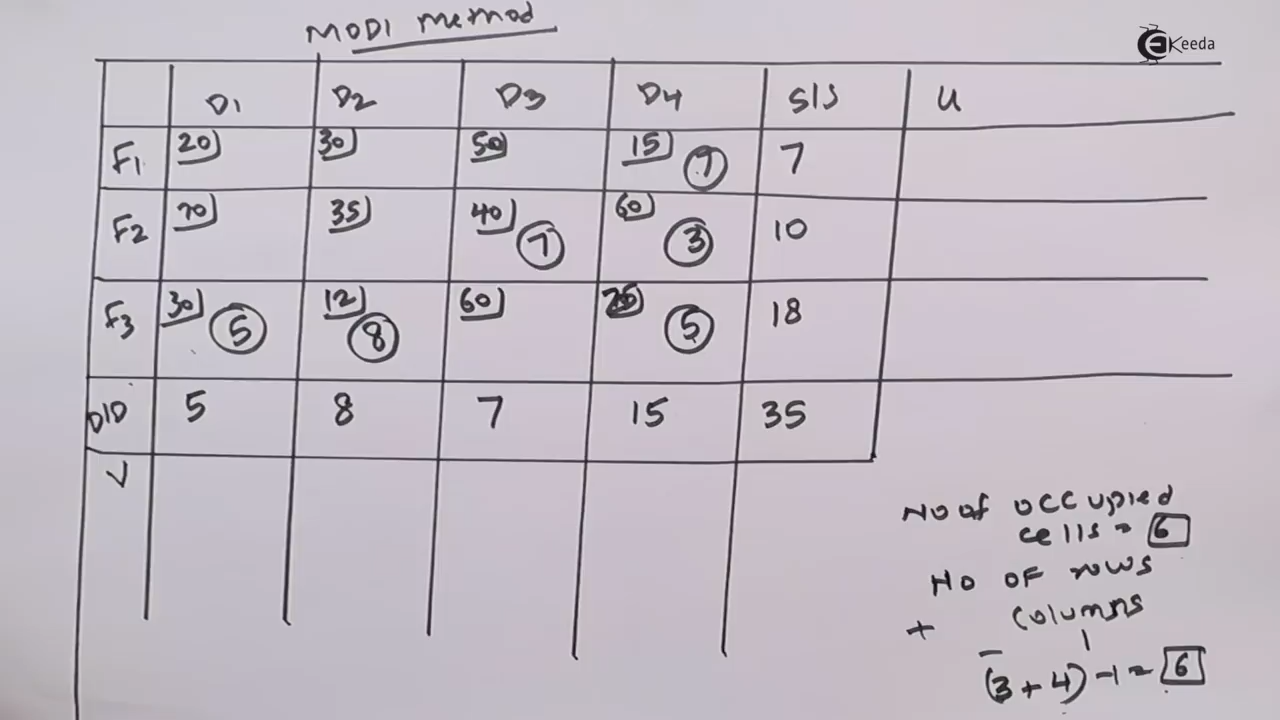 MODI method
Ekeeda
D1 D2 D3 D4 S/S U
F1 20 30 50 15 7 7
F2 70 35 40 7 60 3 10
F3 30 5 12 8 60 5 18
D/D 5 8 7 15 35
V
No of occupied
cells = 6
No OF rows
+ columns
- 1
(3 + 4) - 1 = 6